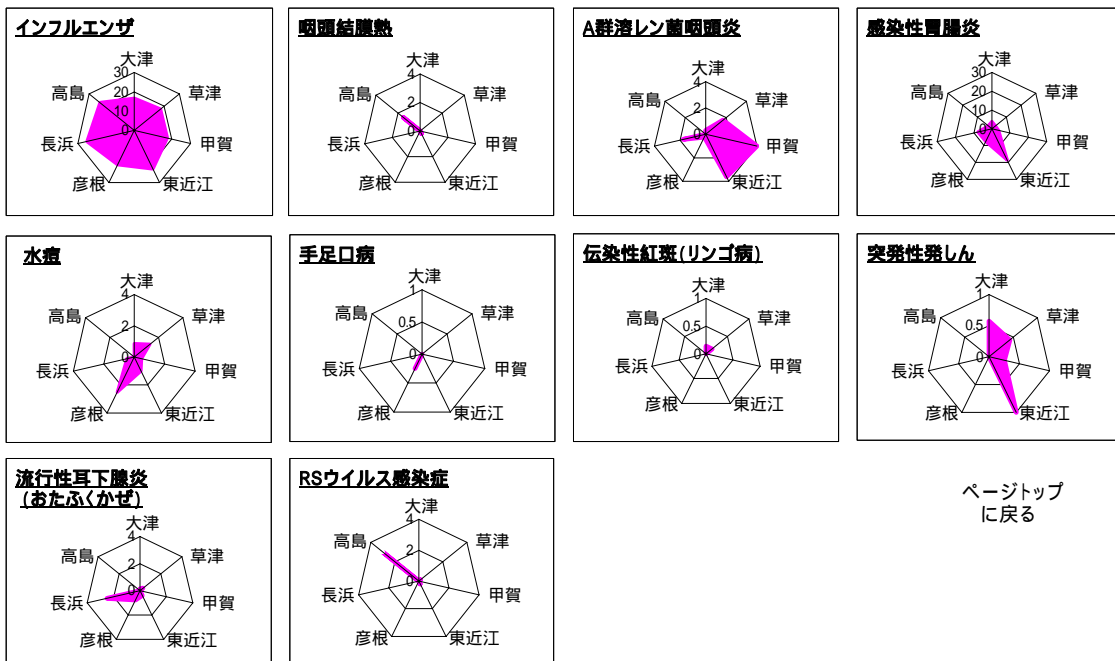 インフルエンザ
大津
30
20
10
0
高島
草津
長浜
甲賀
彦根
東近江
咽頭結膜熱
大津
4
2
0
高島
草津
長浜
甲賀
彦根
東近江
A群溶レン菌咽頭炎
大津
4
2
0
高島
草津
長浜
甲賀
彦根
東近江
感染性胃腸炎
大津
30
20
10
0
高島
草津
長浜
甲賀
彦根
東近江
水痘
大津
4
2
0
高島
草津
長浜
甲賀
彦根
東近江
手足口病
大津
1
0.5
0
高島
草津
長浜
甲賀
彦根
東近江
伝染性紅斑(リンゴ病)
大津
1
0.5
0
高島
草津
長浜
甲賀
彦根
東近江
突発性発しん
大津
1
0.5
0
高島
草津
長浜
甲賀
彦根
東近江
流行性耳下腺炎
(おたふくかぜ)
大津
4
2
0
高島
草津
長浜
甲賀
彦根
東近江
RSウイルス感染症
大津
4
2
0
高島
草津
長浜
甲賀
彦根
東近江
ページトップ
に戻る